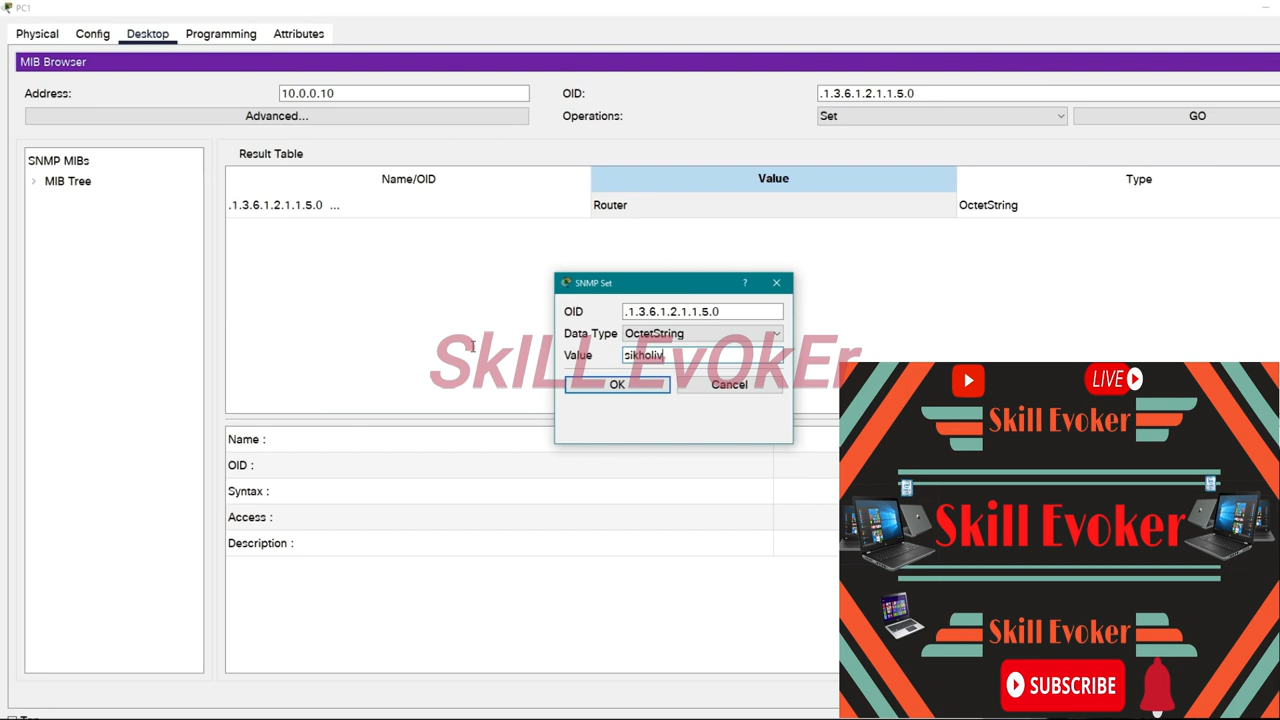 PC1
Physical Config Desktop Programming Attributes
MIB Browser
Address: 10.0.0.10 OID: .1.3.6.1.2.1.1.5.0
Advanced... Operations: Set GO
SNMP MIBs
MIB Tree
Result Table
Name/OID Value Type
.1.3.6.1.2.1.1.5.0 ... Router OctetString
SNMP Set ?
OID .1.3.6.1.2.1.1.5.0
Data Type OctetString
Value sikholiv
OK Cancel
SkILL EvOkEr
Name :
OID :
Syntax :
Access :
Description :
LIVE
Skill Evoker
Skill Evoker
Skill Evoker
SUBSCRIBE